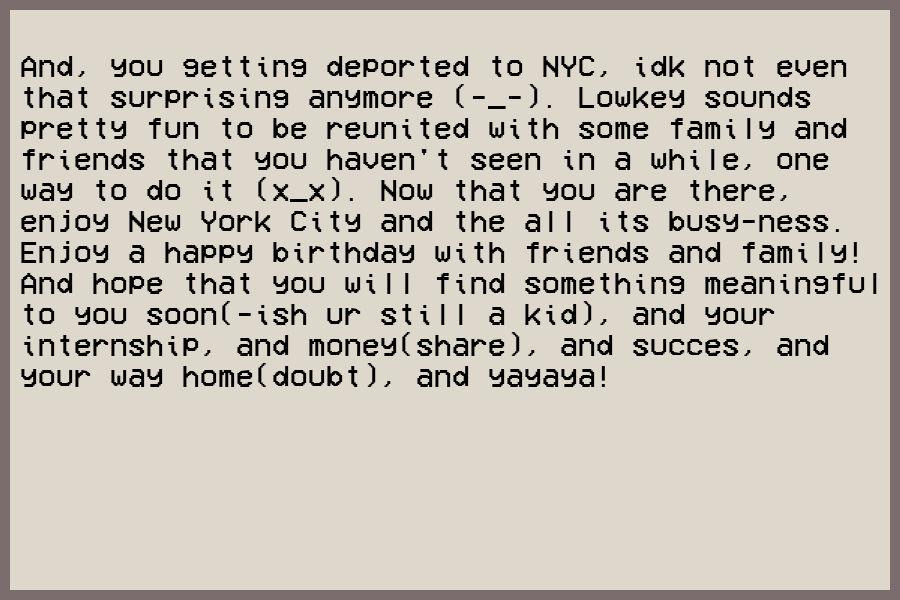 And, you getting deported to NYC, idk not even
that surprising anymore (-_-). Lowkey sounds
pretty fun to be reunited with some family and
friends that you haven't seen in a while, one
way to do it (x_x). Now that you are there,
enjoy New York City and the all its busy-ness.
Enjoy a happy birthday with friends and family!
And hope that you will find something meaningful
to you soon(-ish ur still a kid), and your
internship, and money(share), and succes, and
your way home(doubt), and yayaya!